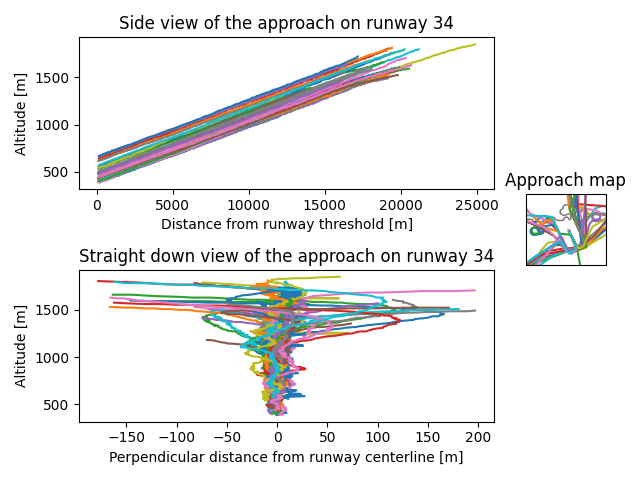 Side view of the approach on runway 34
1500
1000
500
Altitude [m]
0 5000 10000 15000 20000 25000
Distance from runway threshold [m]
Approach map
Straight down view of the approach on runway 34
1500
1000
500
Altitude [m]
−150 −100 −50 0 50 100 150 200
Perpendicular distance from runway centerline [m]